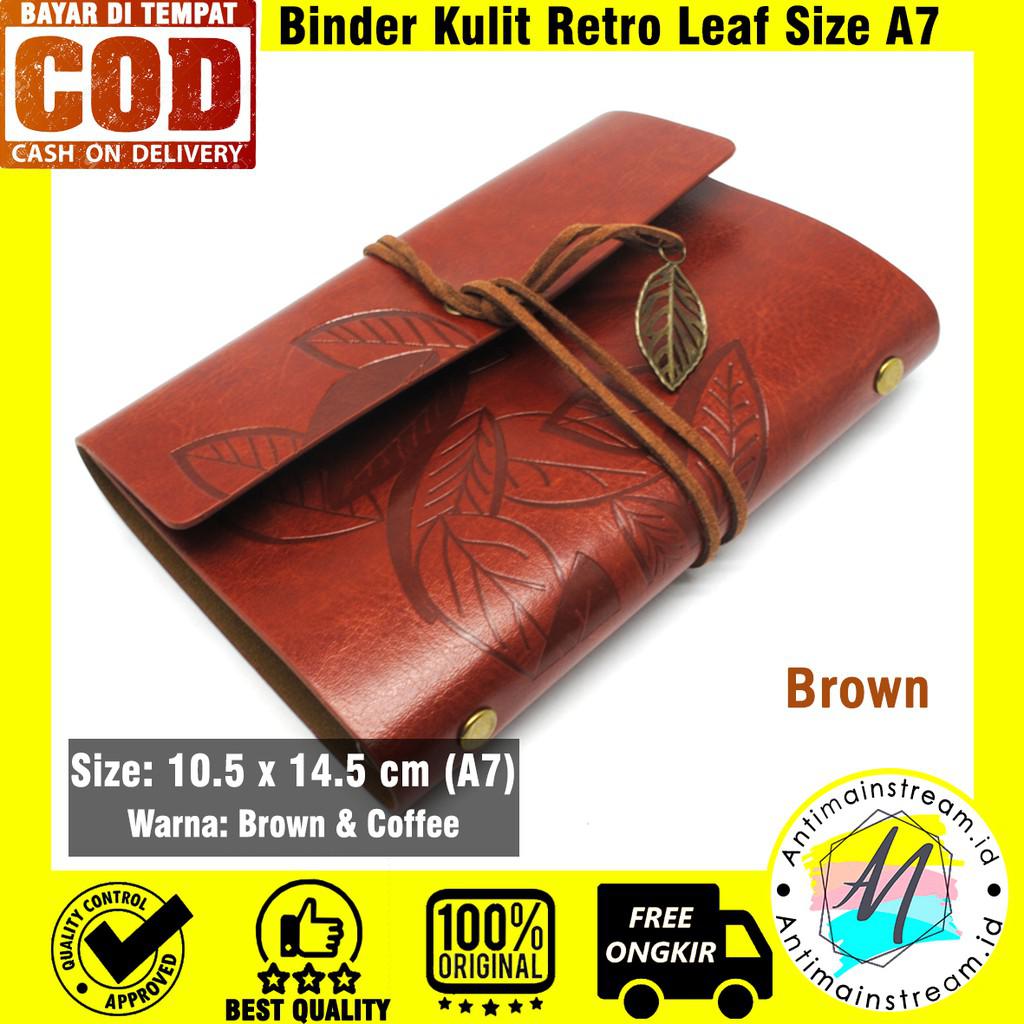 BAYAR DI TEMPAT
COD
CASH ON DELIVERY
Binder Kulit Retro Leaf Size A7
Brown
Size: 10.5 x 14.5 cm (A7)
Warna: Brown & Coffee
QUALITY CONTROL
APPROVED
BEST QUALITY
100%
ORIGINAL
FREE
ONGKIR
Antimainstream.id
AM
Antimainstream.id